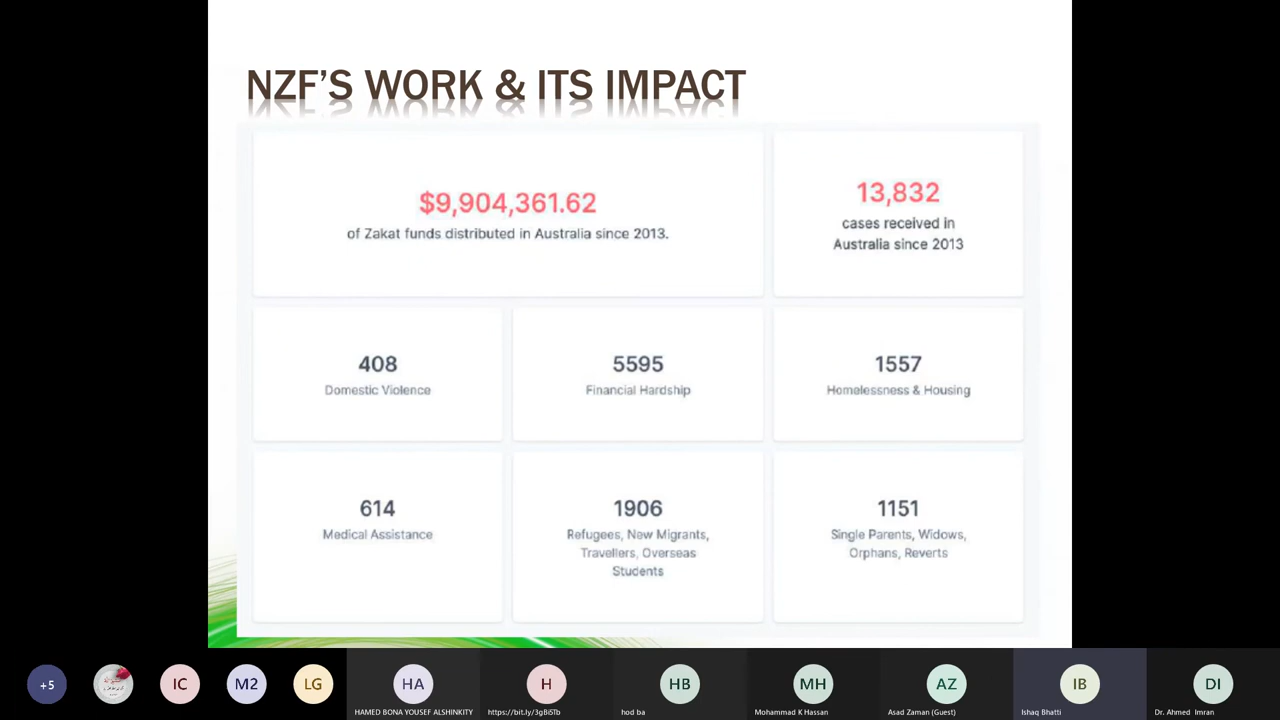 NZF'S WORK & ITS IMPACT
$9,904,361.62
of Zakat funds distributed in Australia since 2013.
13,832
cases received in
Australia since 2013
408
Domestic Violence
5595
Financial Hardship
1557
Homelessness & Housing
614
Medical Assistance
1906
Refugees, New Migrants,
Travellers, Overseas
Students
1151
Single Parents, Widows,
Orphans, Reverts
+5
IC
M2
LG
HA
HAMED BONA YOUSEF ALSHINKITY
H
https://bit.ly/3gBiSTb
HB
hod ba
MH
Mohammad K Hassan
AZ
Asad Zaman (Guest)
IB
Ishaq Bhatti
DI
Dr. Ahmed Imran